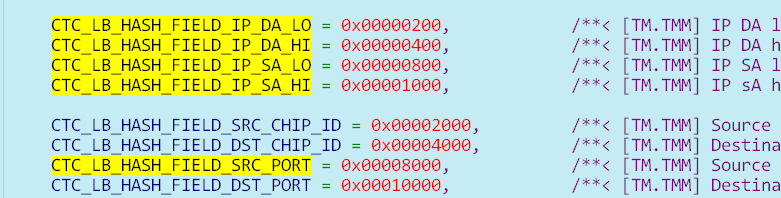 CTC_LB_HASH_FIELD_IP_DA_LO = 0x00000200, /**< [TM.TMM] IP DA l
CTC_LB_HASH_FIELD_IP_DA_HI = 0x00000400, /**< [TM.TMM] IP DA h
CTC_LB_HASH_FIELD_IP_SA_LO = 0x00000800, /**< [TM.TMM] IP SA l
CTC_LB_HASH_FIELD_IP_SA_HI = 0x00001000, /**< [TM.TMM] IP sA h
CTC_LB_HASH_FIELD_SRC_CHIP_ID = 0x00002000, /**< [TM.TMM] Source
CTC_LB_HASH_FIELD_DST_CHIP_ID = 0x00004000, /**< [TM.TMM] Destina
CTC_LB_HASH_FIELD_SRC_PORT = 0x00008000, /**< [TM.TMM] Source
CTC_LB_HASH_FIELD_DST_PORT = 0x00010000, /**< [TM.TMM] Destina